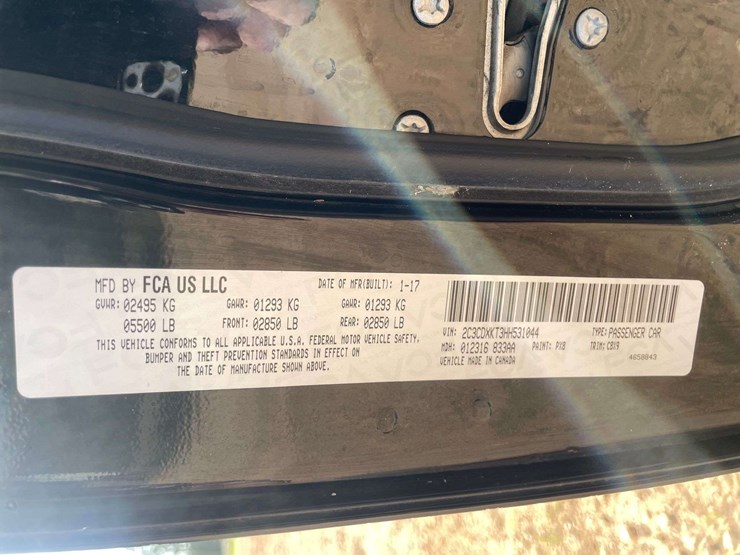 MFD BY FCA US LLC DATE OF MFR(BUILT): 1-17
GVWR: 02495 KG GAWR: 01293 KG GAWR: 01293 KG
05500 LB FRONT: 02850 LB REAR: 02850 LB
THIS VEHICLE CONFORMS TO ALL APPLICABLE U.S.A. FEDERAL MOTOR VEHICLE SAFETY,
BUMPER AND THEFT PREVENTION STANDARDS IN EFFECT ON
THE DATE OF MANUFACTURE SHOWN ABOVE.
VIN: 2C3CDXKT3HH531044 TYPE: PASSENGER CAR
MDH: 012316 833AA PAINT: PX8 TRIM: CBX9
VEHICLE MADE IN CANADA 4658843